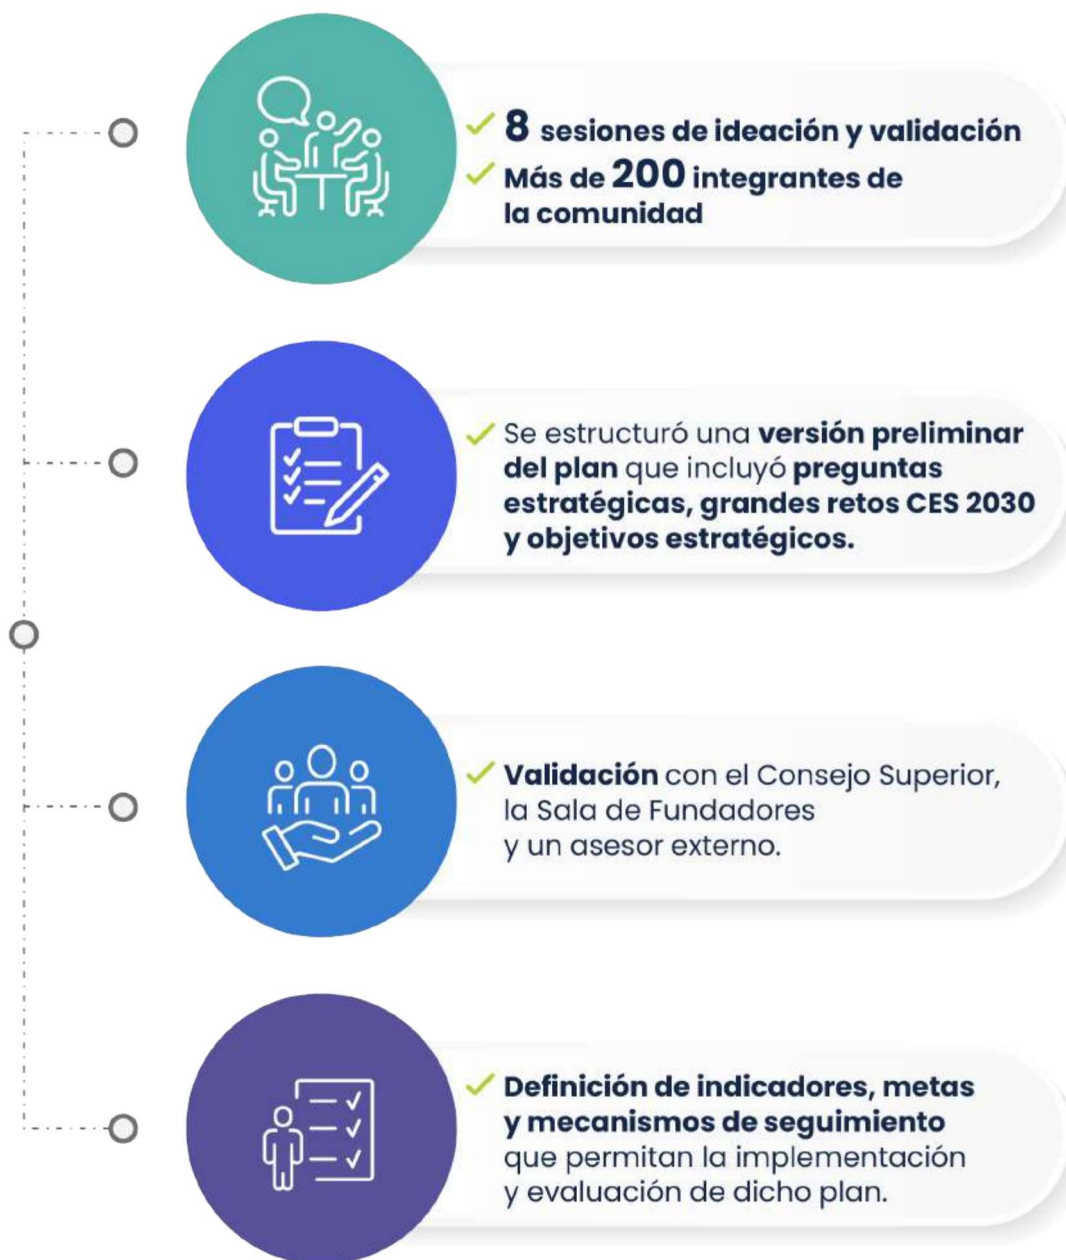 8 sesiones de ideación y validación
Más de 200 integrantes de
la comunidad
Se estructuró una versión preliminar
del plan que incluyó preguntas
estratégicas, grandes retos CES 2030
y objetivos estratégicos.
Validación con el Consejo Superior,
la Sala de Fundadores
y un asesor externo.
Definición de indicadores, metas
y mecanismos de seguimiento
que permitan la implementación
y evaluación de dicho plan.